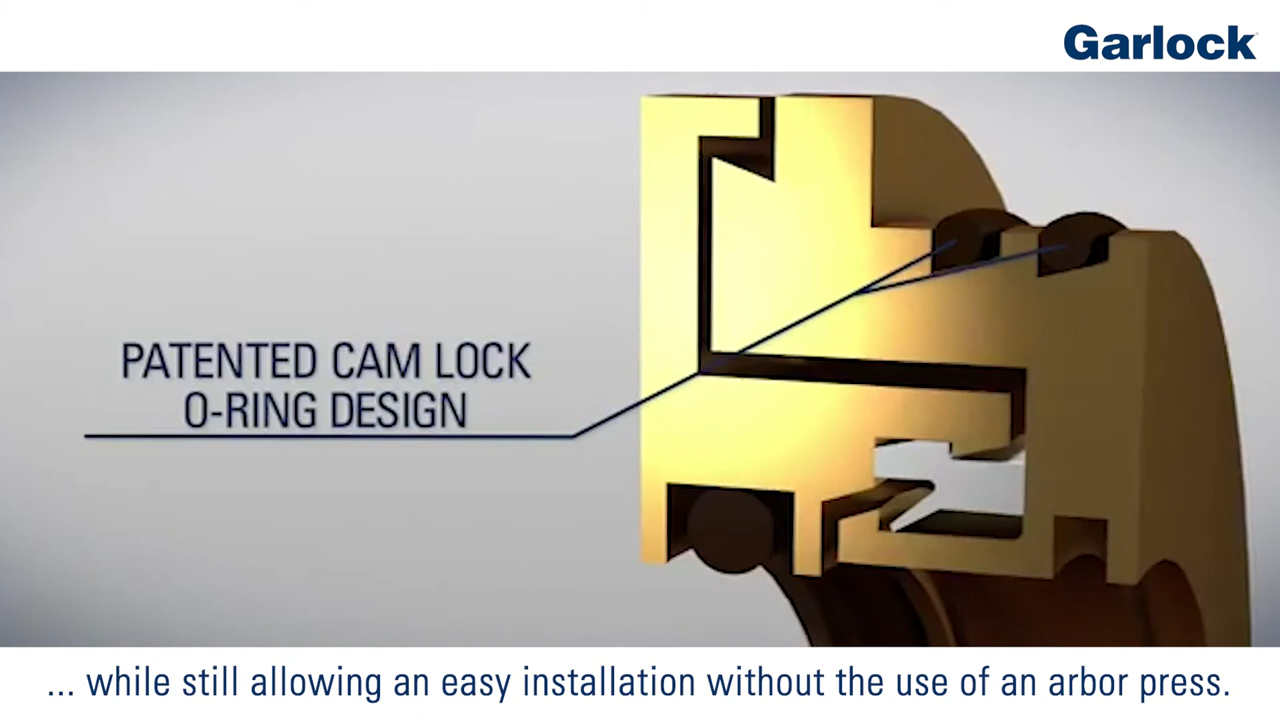 Garlock
PATENTED CAM LOCK
O-RING DESIGN
... while still allowing an easy installation without the use of an arbor press.